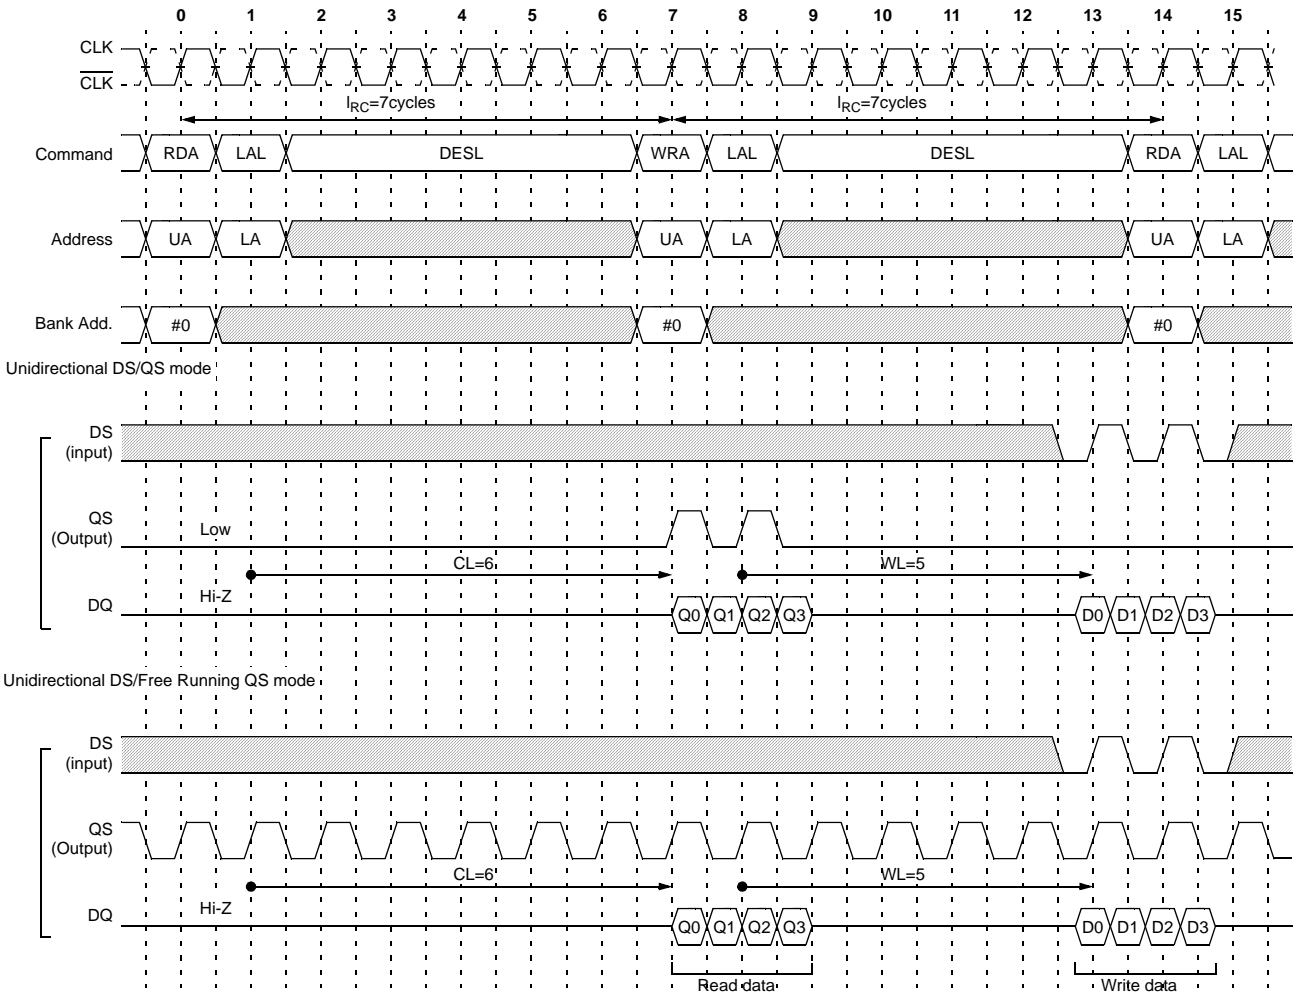 0 1 2 3 4 5 6 7 8 9 10 11 12 13 14 15
CLK
CLK
IRC=7cycles IRC=7cycles
Command RDA LAL DESL WRA LAL DESL RDA LAL
Address UA LA UA LA UA LA
Bank Add. #0 #0 #0
Unidirectional DS/QS mode
DS
(input)
QS
(Output) Low
CL=6 WL=5
DQ Hi-Z Q0 Q1 Q2 Q3 D0 D1 D2 D3
Unidirectional DS/Free Running QS mode
DS
(input)
QS
(Output)
CL=6 WL=5
DQ Hi-Z Q0 Q1 Q2 Q3 D0 D1 D2 D3
Read data Write data